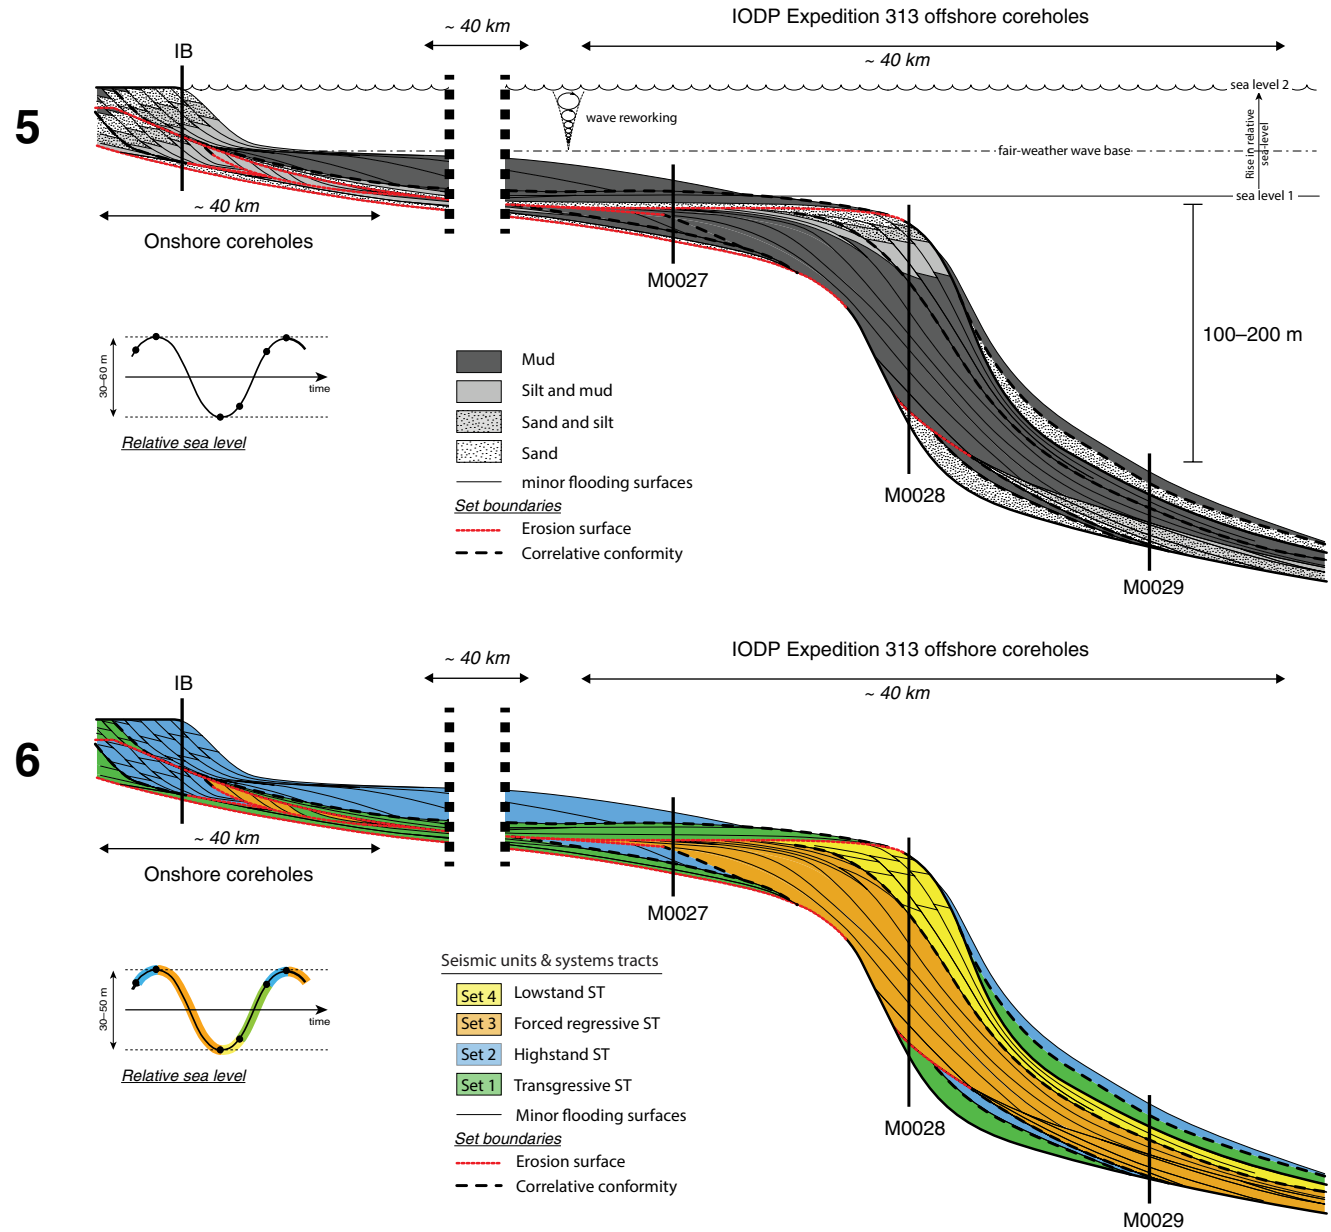 IODP Expedition 313 offshore coreholes
~ 40 km
~ 40 km
IB
5
sea level 2
wave reworking
fair-weather wave base
Rise in relative
sea-level
sea level 1
~ 40 km
Onshore coreholes
M0027
100–200 m
30–60 m
time
Relative sea level
Mud
Silt and mud
Sand and silt
Sand
minor flooding surfaces
Set boundaries
Erosion surface
Correlative conformity
M0028
M0029
IODP Expedition 313 offshore coreholes
~ 40 km
~ 40 km
IB
6
~ 40 km
Onshore coreholes
M0027
30–50 m
time
Relative sea level
Seismic units & systems tracts
Set 4 Lowstand ST
Set 3 Forced regressive ST
Set 2 Highstand ST
Set 1 Transgressive ST
Minor flooding surfaces
Set boundaries
Erosion surface
Correlative conformity
M0028
M0029